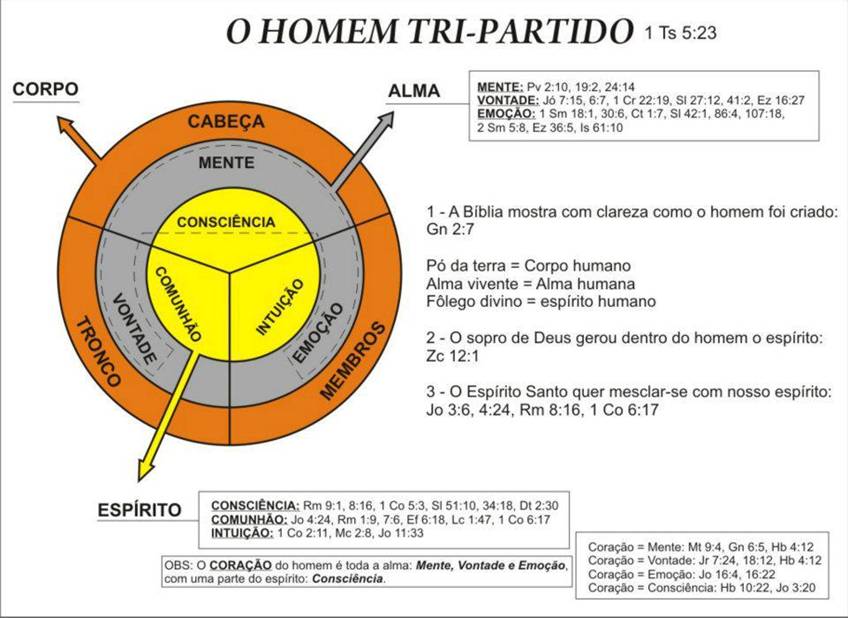 O HOMEM TRI-PARTIDO 1 Ts 5:23
CORPO
ALMA
MENTE: Pv 2:10, 19:2, 24:14
VONTADE: Jó 7:15, 6:7, 1 Cr 22:19, Sl 27:12, 41:2, Ez 16:27
EMOÇÃO: 1 Sm 18:1, 30:6, Ct 1:7, Sl 42:1, 86:4, 107:18,
2 Sm 5:8, Ez 36:5, Is 61:10
CABEÇA
MENTE
CONSCIÊNCIA
COMUNHÃO
INTUIÇÃO
VONTADE
EMOÇÃO
TRONCO
MEMBROS
1 - A Bíblia mostra com clareza como o homem foi criado:
Gn 2:7
Pó da terra = Corpo humano
Alma vivente = Alma humana
Fôlego divino = espírito humano
2 - O sopro de Deus gerou dentro do homem o espírito:
Zc 12:1
3 - O Espírito Santo quer mesclar-se com nosso espírito:
Jo 3:6, 4:24, Rm 8:16, 1 Co 6:17
ESPÍRITO
CONSCIÊNCIA: Rm 9:1, 8:16, 1 Co 5:3, Sl 51:10, 34:18, Dt 2:30
COMUNHÃO: Jo 4:24, Rm 1:9, 7:6, Ef 6:18, Lc 1:47, 1 Co 6:17
INTUIÇÃO: 1 Co 2:11, Mc 2:8, Jo 11:33
OBS: O CORAÇÃO do homem é toda a alma: Mente, Vontade e Emoção,
com uma parte do espírito: Consciência.
Coração = Mente: Mt 9:4, Gn 6:5, Hb 4:12
Coração = Vontade: Jr 7:24, 18:12, Hb 4:12
Coração = Emoção: Jo 16:4, 16:22
Coração = Consciência: Hb 10:22, Jo 3:20